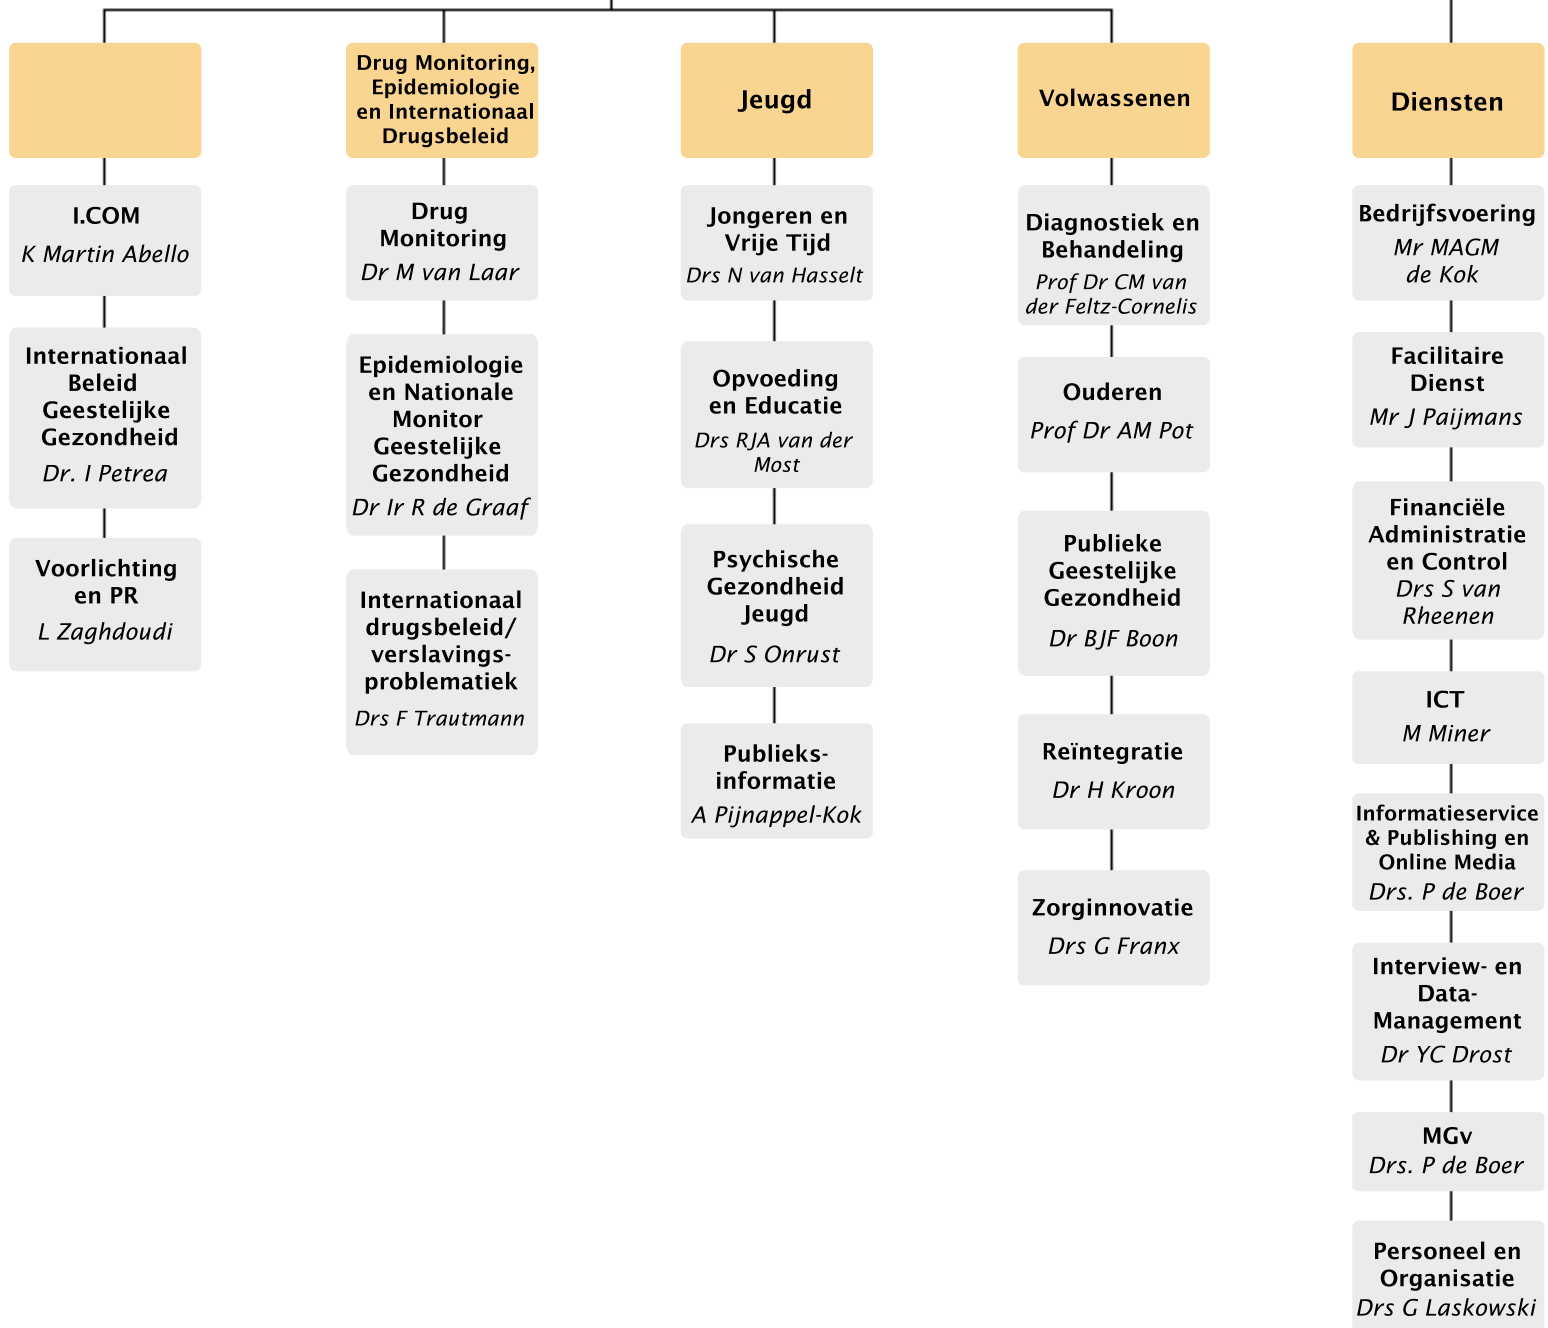 Drug Monitoring,
Epidemiologie
en Internationaal
Drugsbeleid
Jeugd
Volwassenen
Diensten
I.COM
K Martin Abello
Internationaal
Beleid
Geestelijke
Gezondheid
Dr. I Petrea
Voorlichting
en PR
L Zaghdoudi
Drug
Monitoring
Dr M van Laar
Epidemiologie
en Nationale
Monitor
Geestelijke
Gezondheid
Dr Ir R de Graaf
Internationaal
drugsbeleid/
verslavings-
problematiek
Drs F Trautmann
Jongeren en
Vrije Tijd
Drs N van Hasselt
Opvoeding
en Educatie
Drs RJA van der
Most
Psychische
Gezondheid
Jeugd
Dr S Onrust
Publieks-
informatie
A Pijnappel-Kok
Diagnostiek en
Behandeling
Prof Dr CM van
der Feltz-Cornelis
Ouderen
Prof Dr AM Pot
Publieke
Geestelijke
Gezondheid
Dr BJF Boon
Reïntegratie
Dr H Kroon
Zorginnovatie
Drs G Franx
Bedrijfsvoering
Mr MAGM
de Kok
Facilitaire
Dienst
Mr J Paijmans
Financiële
Administratie
en Control
Drs S van
Rheenen
ICT
M Miner
Informatieservice
& Publishing en
Online Media
Drs. P de Boer
Interview- en
Data-
Management
Dr YC Drost
MGv
Drs. P de Boer
Personeel en
Organisatie
Drs G Laskowski